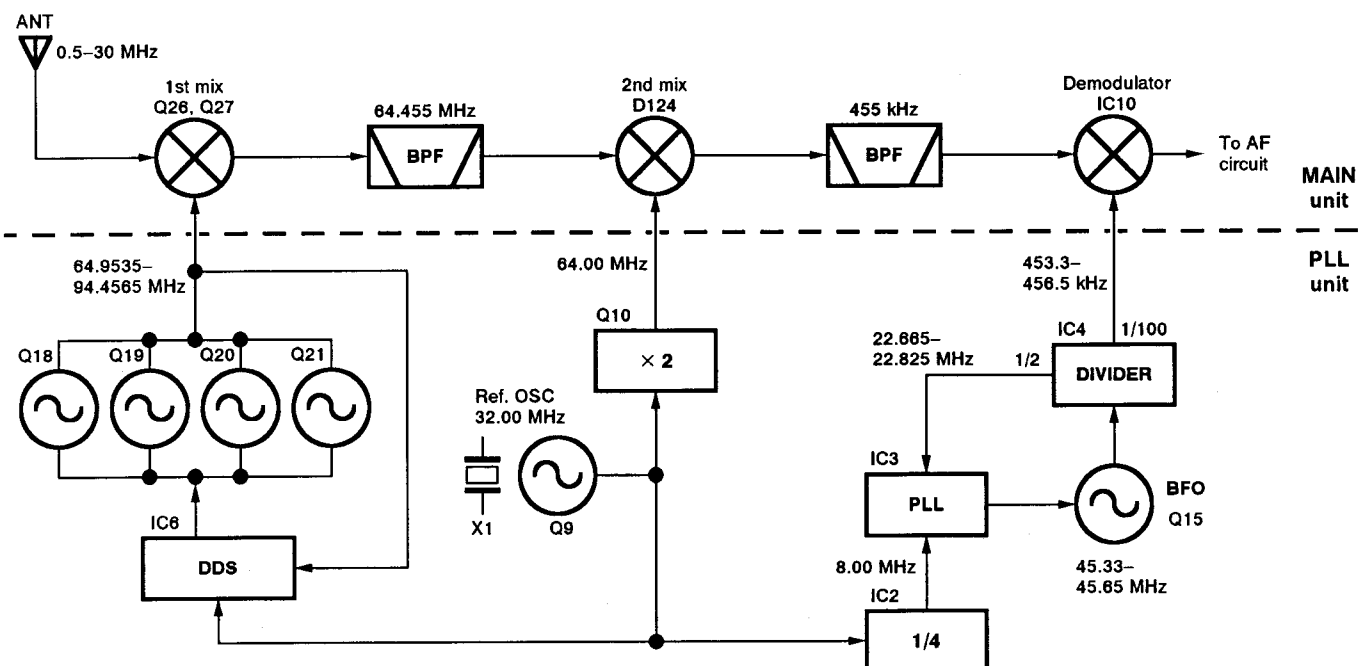 ANT
0.5–30 MHz
1st mix
Q26, Q27
64.455 MHz
BPF
2nd mix
D124
455 kHz
BPF
Demodulator
IC10
To AF
circuit
MAIN
unit
PLL
unit
64.9535–
94.4565 MHz
64.00 MHz
453.3–
456.5 kHz
Q18
Q19
Q20
Q21
Q10
× 2
22.665–
22.825 MHz
IC4
1/100
1/2
DIVIDER
Ref. OSC
32.00 MHz
X1
Q9
IC3
PLL
BFO
Q15
45.33–
45.65 MHz
IC6
DDS
8.00 MHz
IC2
1/4